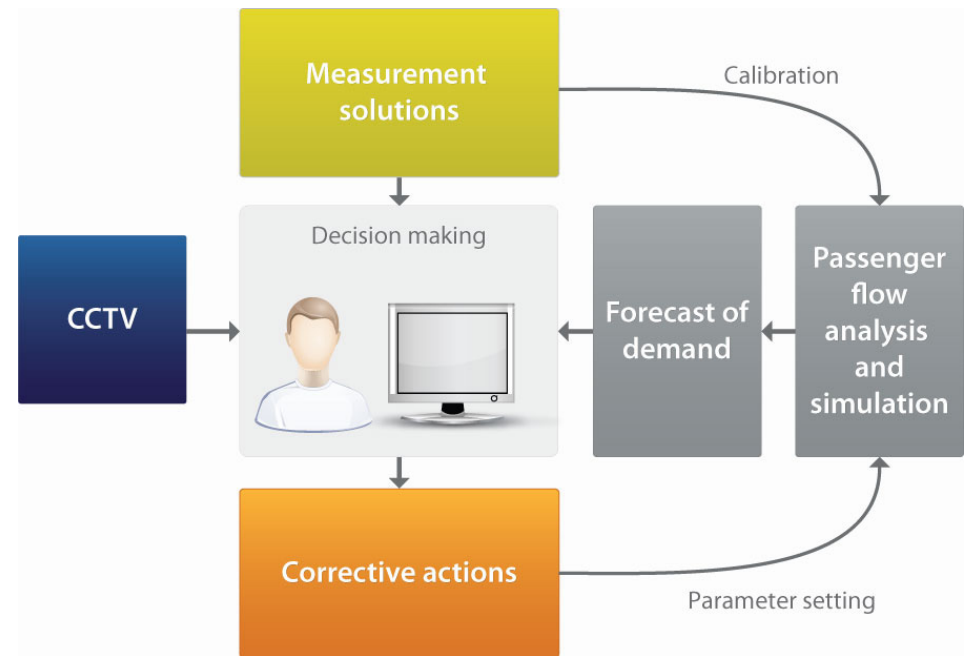 Measurement
solutions
Calibration
Decision making
CCTV
Forecast of
demand
Passenger
flow
analysis
and
simulation
Corrective actions
Parameter setting